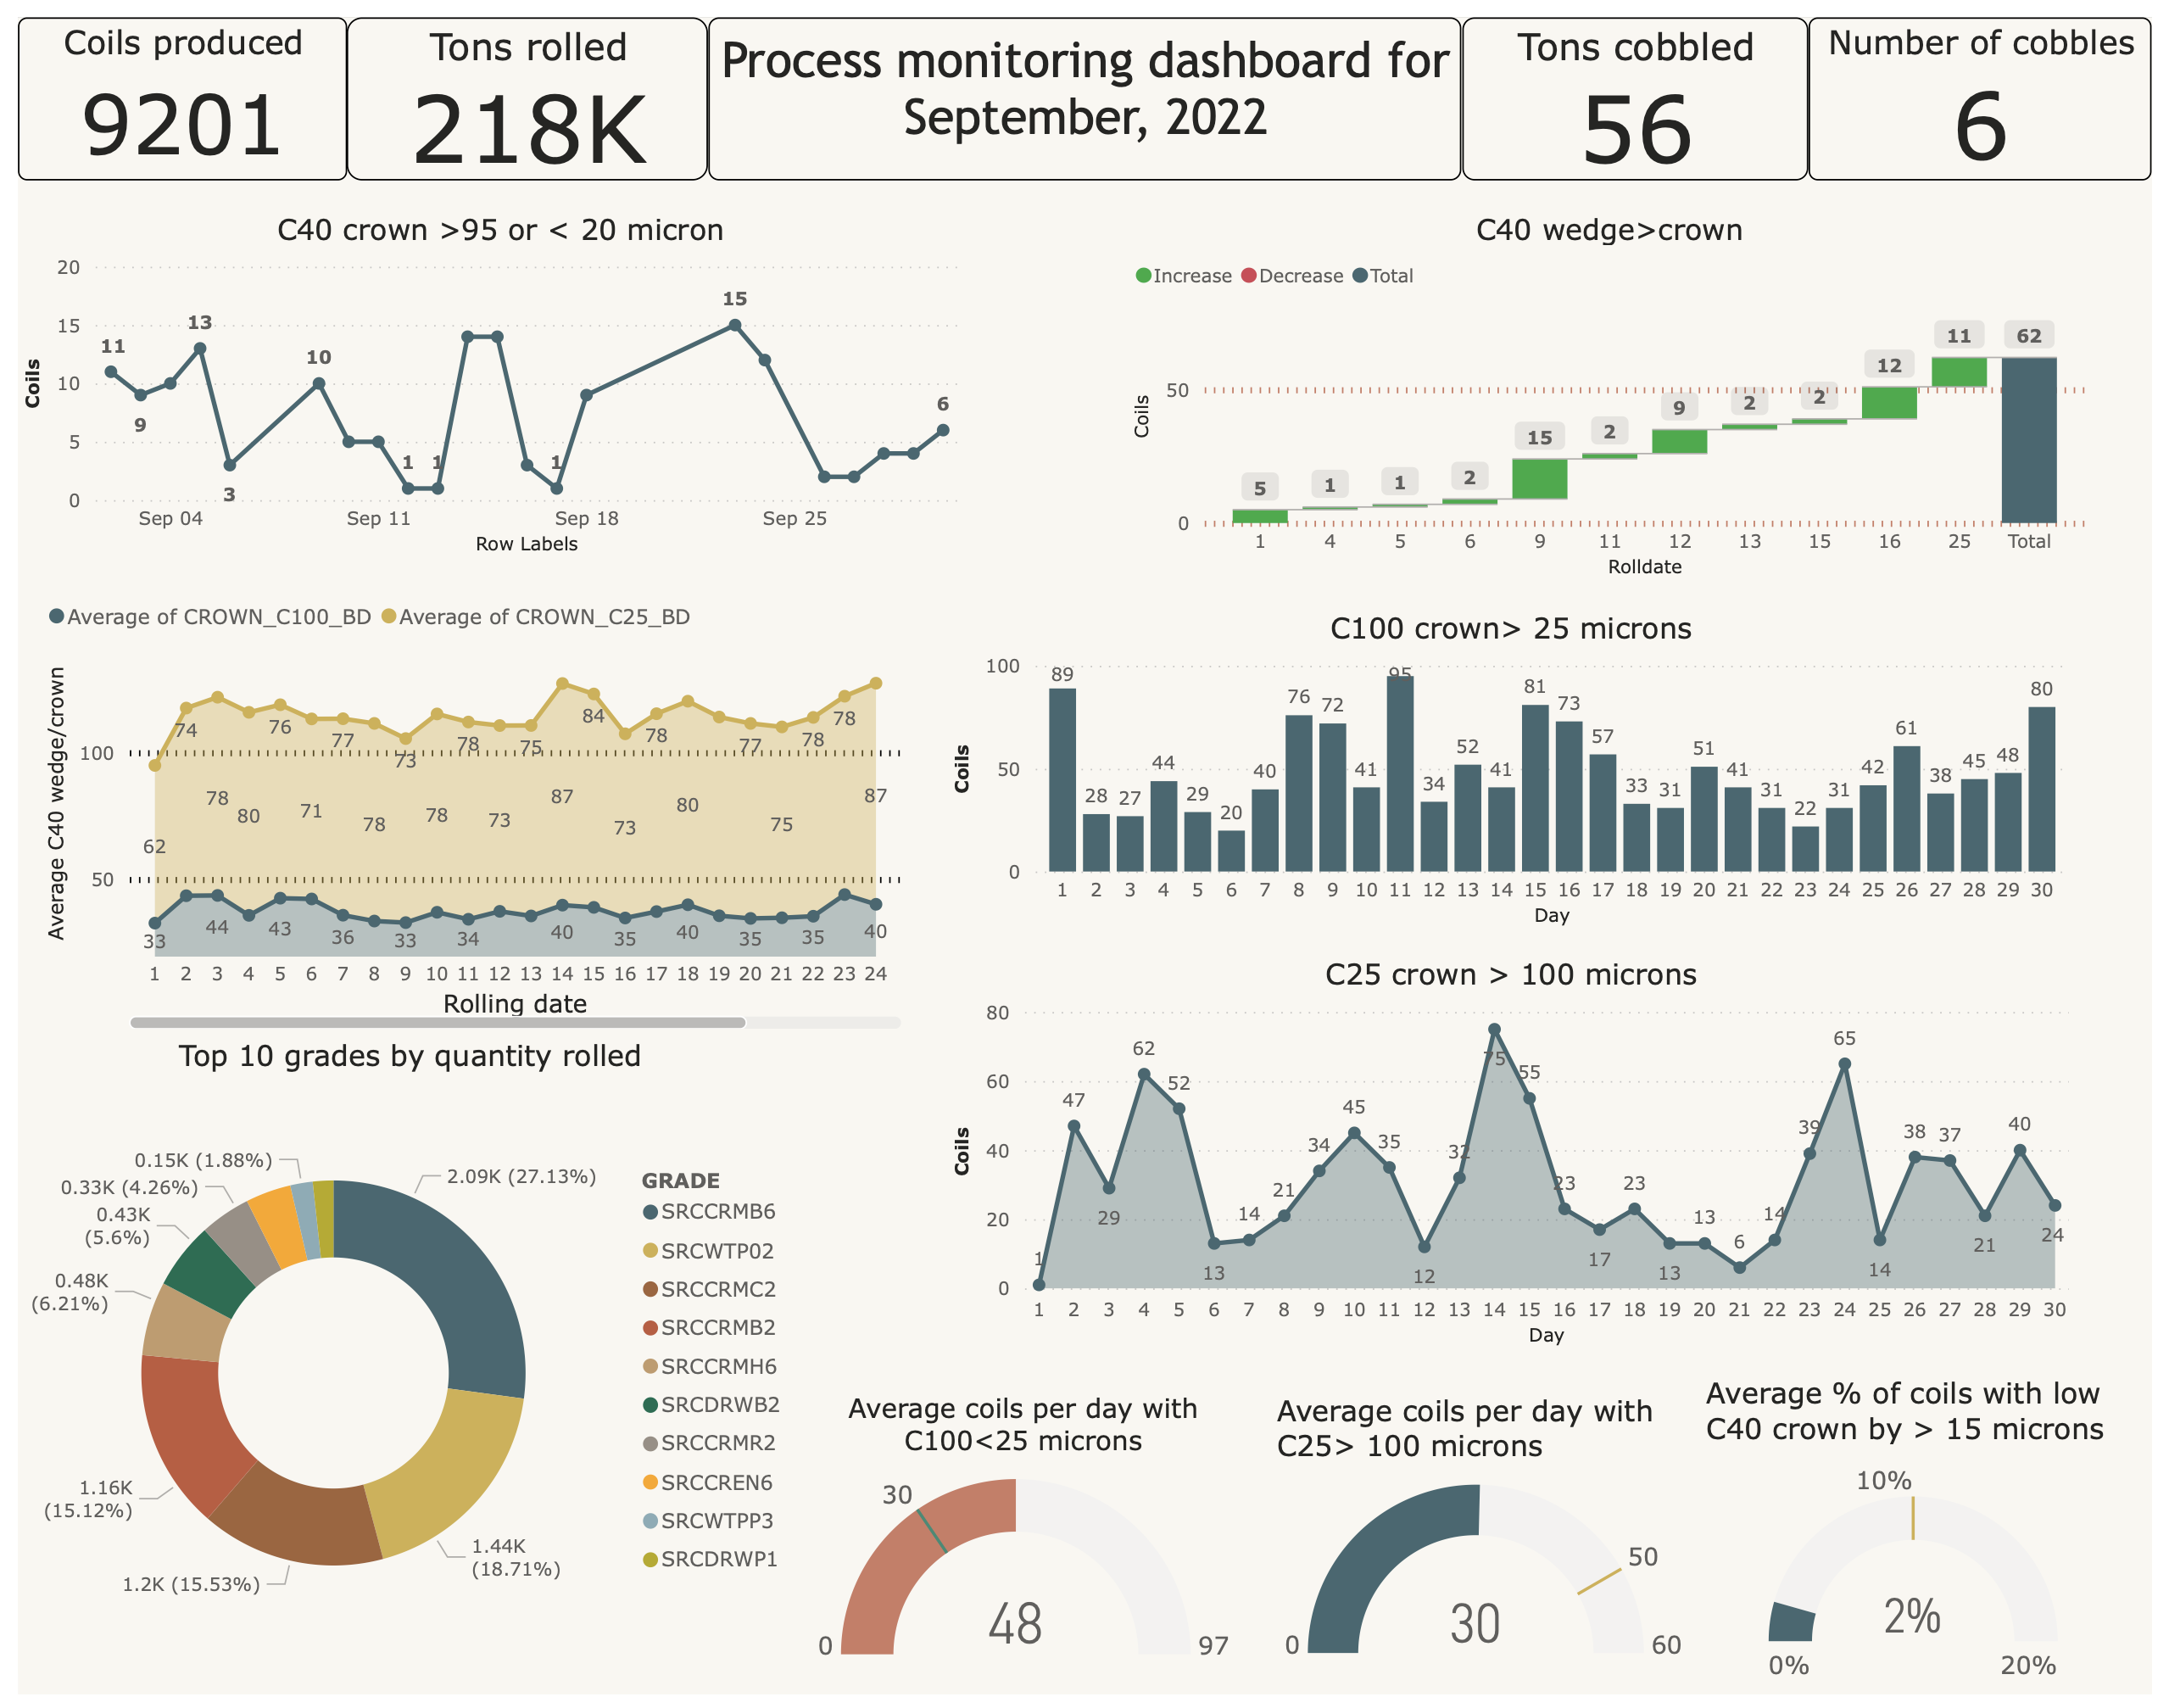 Coils produced
9201
Tons rolled
218K
Process monitoring dashboard for
September, 2022
Tons cobbled
56
Number of cobbles
6
C40 crown >95 or < 20 micron
20
15
10
5
0
Coils
11
9
13
3
10
1
1
1
15
6
Sep 04
Sep 11
Sep 18
Sep 25
Row Labels
C40 wedge>crown
Increase Decrease Total
50
0
Coils
5
1
1
2
15
2
9
2
2
12
11
62
1 4 5 6 9 11 12 13 15 16 25 Total
Rolldate
Average of CROWN_C100_BD Average of CROWN_C25_BD
Average C40 wedge/crown
100
50
62
74
78
80
76
71
77
78
73
78
78
73
75
87
84
73
78
80
77
75
78
78
87
33
44
43
36
33
34
40
35
40
35
35
40
1 2 3 4 5 6 7 8 9 10 11 12 13 14 15 16 17 18 19 20 21 22 23 24
Rolling date
C100 crown> 25 microns
100
50
0
Coils
89 28 27 44 29 20 40 76 72 41 95 34 52 41 81 73 57 33 31 51 41 31 22 31 42 61 38 45 48 80
1 2 3 4 5 6 7 8 9 10 11 12 13 14 15 16 17 18 19 20 21 22 23 24 25 26 27 28 29 30
Day
C25 crown > 100 microns
80
60
40
20
0
Coils
1 47 29 62 52 13 14 21 34 45 35 12 32 75 55 23 17 23 13 13 6 14 39 65 14 38 37 21 40 24
1 2 3 4 5 6 7 8 9 10 11 12 13 14 15 16 17 18 19 20 21 22 23 24 25 26 27 28 29 30
Day
Top 10 grades by quantity rolled
0.15K (1.88%)
0.33K (4.26%)
0.43K
(5.6%)
0.48K
(6.21%)
1.16K
(15.12%)
1.2K (15.53%)
1.44K
(18.71%)
2.09K (27.13%)
GRADE
SRCCRMB6
SRCWTP02
SRCCRMC2
SRCCRMB2
SRCCRMH6
SRCDRWB2
SRCCRMR2
SRCCREN6
SRCWTPP3
SRCDRWP1
Average coils per day with
C100<25 microns
30
48
0
97
Average coils per day with
C25> 100 microns
50
30
0
60
Average % of coils with low
C40 crown by > 15 microns
10%
2%
0%
20%